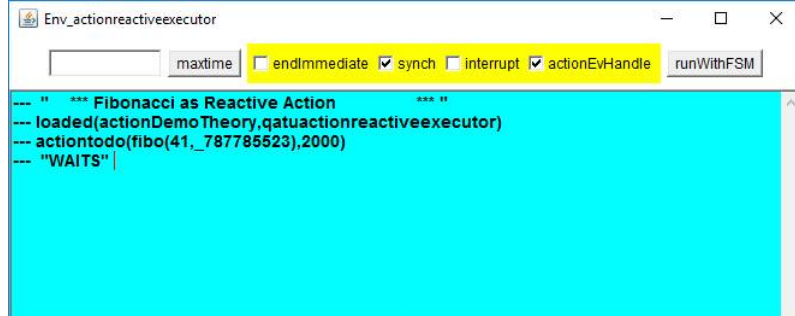 Env_actionreactiveexecutor
maxtime endImmediate synch interrupt actionEvHandle runWithFSM
--- " *** Fibonacci as Reactive Action *** "
--- loaded(actionDemoTheory,qatuactionreactiveexecutor)
--- actiontodo(fibo(41,_787785523),2000)
--- "WAITS"